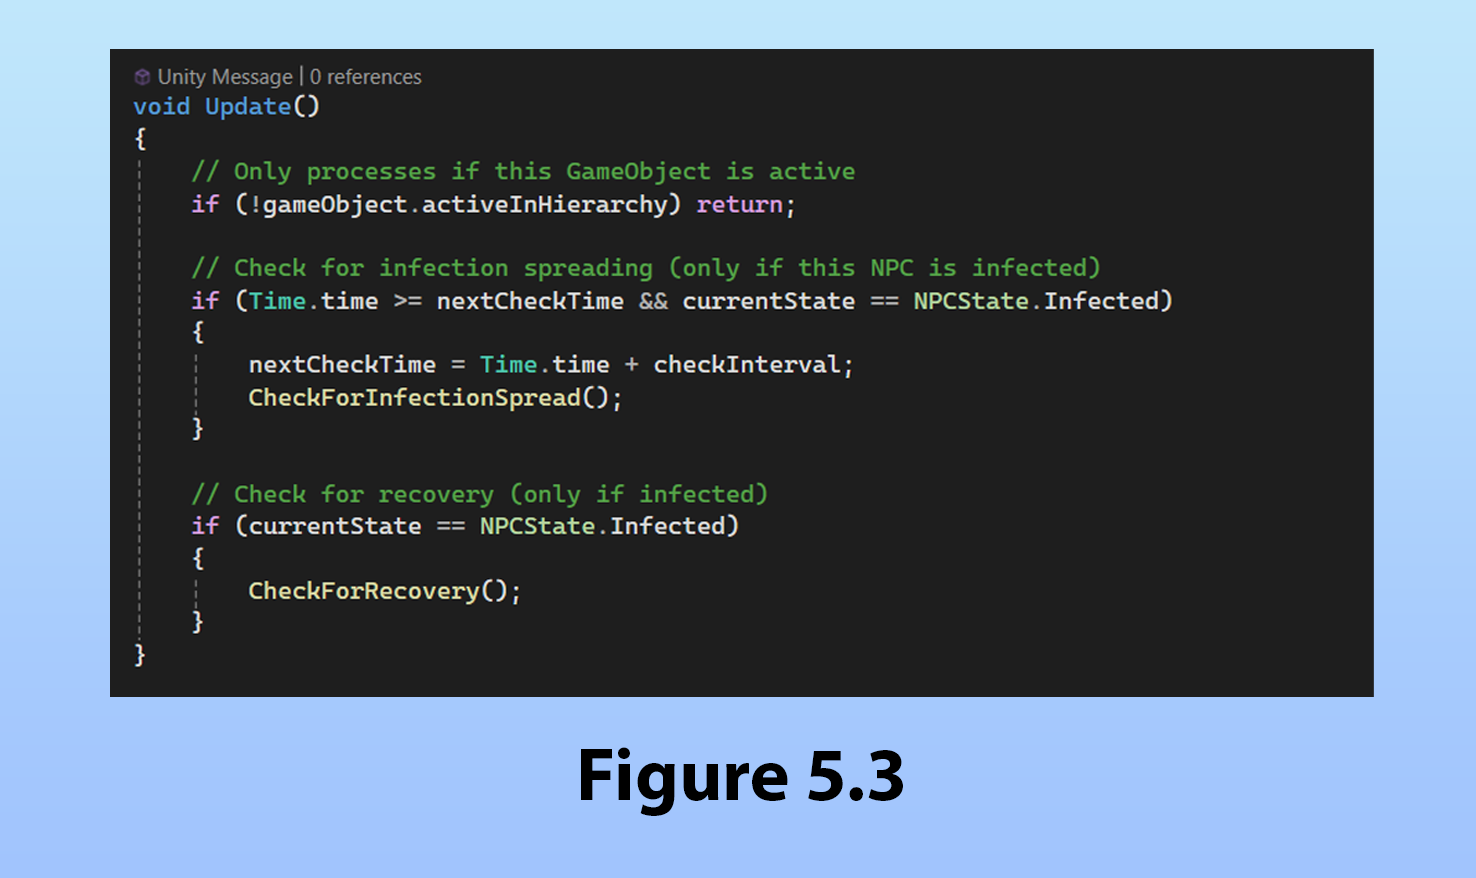 Unity Message | 0 references
void Update()
{
// Only processes if this GameObject is active
if (!gameObject.activeInHierarchy) return;
// Check for infection spreading (only if this NPC is infected)
if (Time.time >= nextCheckTime && currentState == NPCState.Infected)
{
nextCheckTime = Time.time + checkInterval;
CheckForInfectionSpread();
}
// Check for recovery (only if infected)
if (currentState == NPCState.Infected)
{
CheckForRecovery();
}
}
Figure 5.3